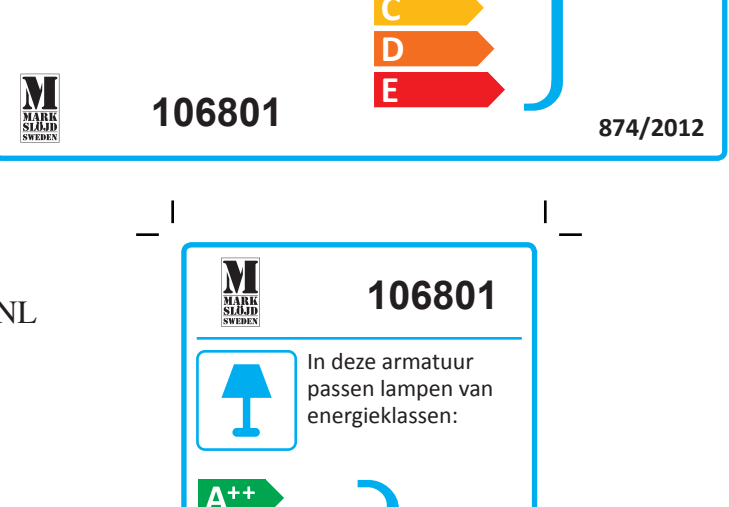 C
D
E
M
MARK
SLÖJD
SWEDEN
106801
874/2012
NL
M
MARK
SLÖJD
SWEDEN
106801
In deze armatuur
passen lampen van
energieklassen:
A++